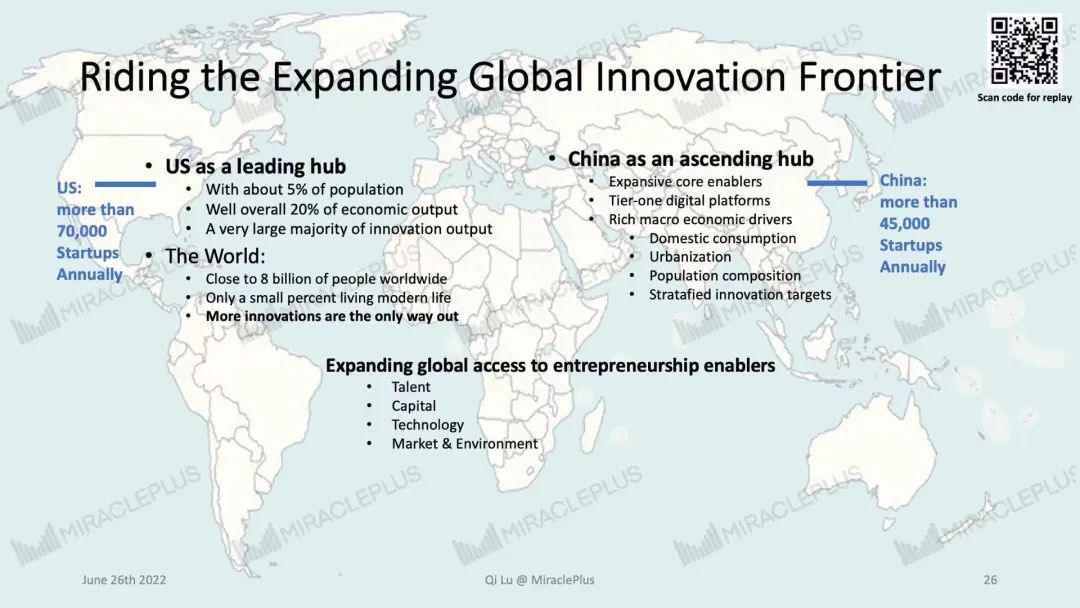 Riding the Expanding Global Innovation Frontier
Scan code for replay
• US as a leading hub
• With about 5% of population
• Well overall 20% of economic output
• A very large majority of innovation output
US:
more than
70,000
Startups
Annually
• The World:
• Close to 8 billion of people worldwide
• Only a small percent living modern life
• More innovations are the only way out
• China as an ascending hub
• Expansive core enablers
• Tier-one digital platforms
• Rich macro economic drivers
• Domestic consumption
• Urbanization
• Population composition
• Stratafied innovation targets
China:
more than
45,000
Startups
Annually
Expanding global access to entrepreneurship enablers
• Talent
• Capital
• Technology
• Market & Environment
MIRACLEPLUS
June 26th 2022
Qi Lu @ MiraclePlus
26